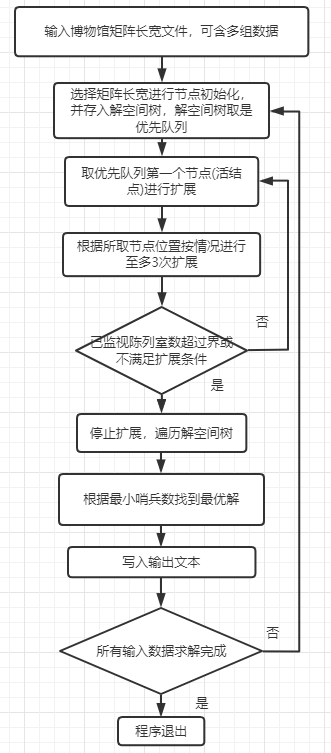 输入博物馆矩阵长宽文件，可含多组数据
选择矩阵长宽进行节点初始化，
并存入解空间树，解空间树取是
优先队列
取优先队列第一个节点(活结
点)进行扩展
根据所取节点位置按情况进行
至多3次扩展
已监视陈列室数超过界或
不满足扩展条件
否
是
停止扩展，遍历解空间树
根据最小哨兵数找到最优解
写入输出文本
所有输入数据求解完成
否
是
程序退出